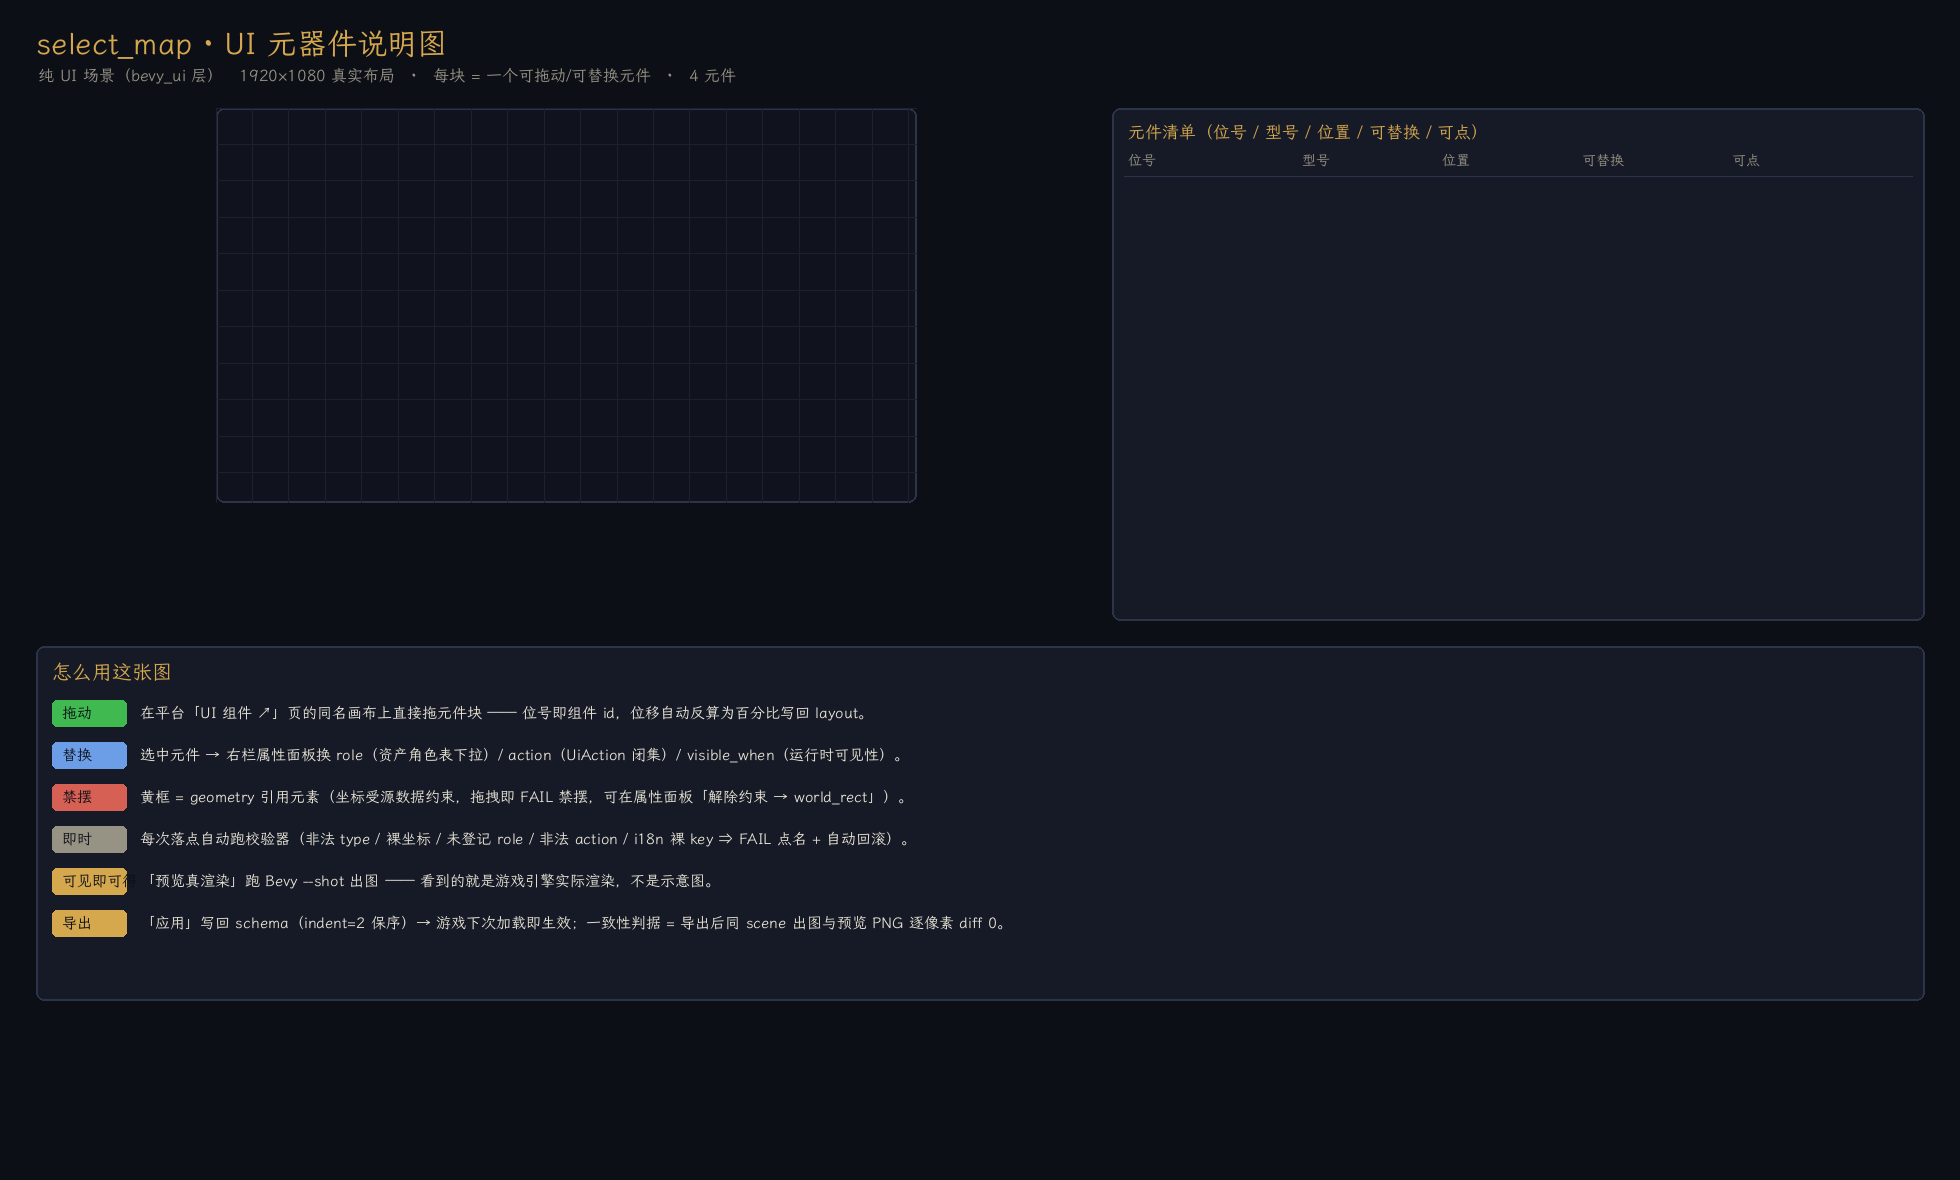 select_map · UI 元器件说明图
纯 UI 场景（bevy_ui 层） 1920×1080 真实布局 · 每块 = 一个可拖动/可替换元件 · 4 元件
元件清单（位号 / 型号 / 位置 / 可替换 / 可点）
位号 型号 位置 可替换 可点
怎么用这张图
拖动 在平台「UI 组件 ↗」页的同名画布上直接拖元件块 —— 位号即组件 id，位移自动反算为百分比写回 layout。
替换 选中元件 → 右栏属性面板换 role（资产角色表下拉）/ action（UiAction 闭集）/ visible_when（运行时可见性）。
禁摆 黄框 = geometry 引用元素（坐标受源数据约束，拖拽即 FAIL 禁摆，可在属性面板「解除约束 → world_rect」）。
即时 每次落点自动跑校验器（非法 type / 裸坐标 / 未登记 role / 非法 action / i18n 裸 key ⇒ FAIL 点名 + 自动回滚）。
可见即可得 「预览真渲染」跑 Bevy --shot 出图 —— 看到的就是游戏引擎实际渲染，不是示意图。
导出 「应用」写回 schema（indent=2 保序）→ 游戏下次加载即生效；一致性判据 = 导出后同 scene 出图与预览 PNG 逐像素 diff 0。